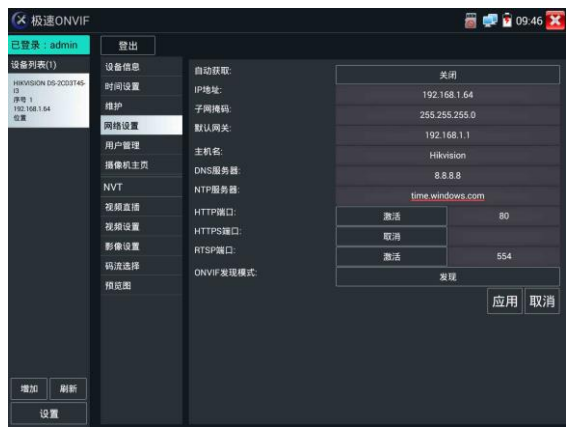 极速ONVIF
09:46
已登录：admin
登出
设备列表(1)
HIKVISION DS-2CD3T45-I3
序号 1
192.168.1.64
位置
增加
刷新
设置
设备信息
时间设置
维护
网络设置
用户管理
摄像机主页
NVT
视频直播
视频设置
影像设置
码流选择
预览图
自动获取: 关闭
IP地址: 192.168.1.64
子网掩码: 255.255.255.0
默认网关: 192.168.1.1
主机名: Hikvision
DNS服务器: 8.8.8.8
NTP服务器: time.windows.com
HTTP端口: 激活 80
HTTPS端口: 取消
RTSP端口: 激活 554
ONVIF发现模式: 发现
应用 取消